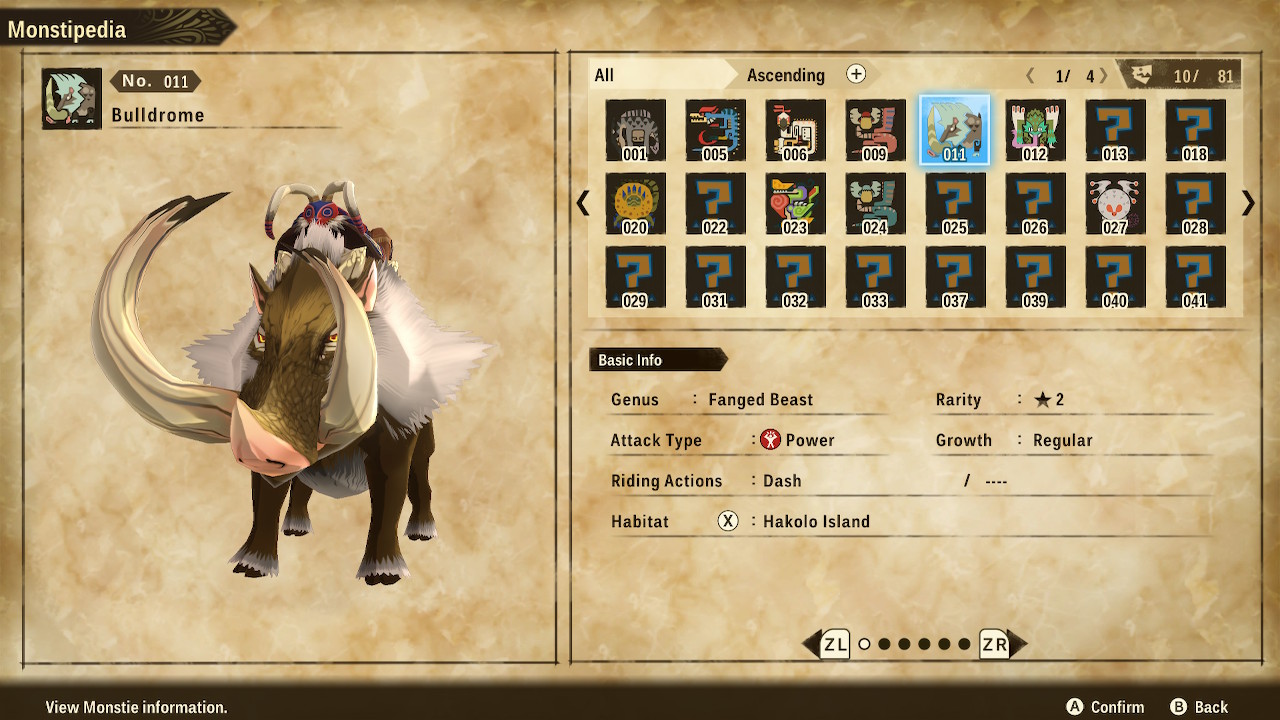 Monstipedia
No. 011
Bulldrome
All
Ascending
1/ 4
10/ 81
001 005 006 009 011 012 013 018
020 022 023 024 025 026 027 028
029 031 032 033 037 039 040 041
Basic Info
Genus : Fanged Beast
Rarity : ★ 2
Attack Type : Power
Growth : Regular
Riding Actions : Dash / ----
Habitat X : Hakolo Island
ZL ZR
View Monstie information.
A Confirm B Back